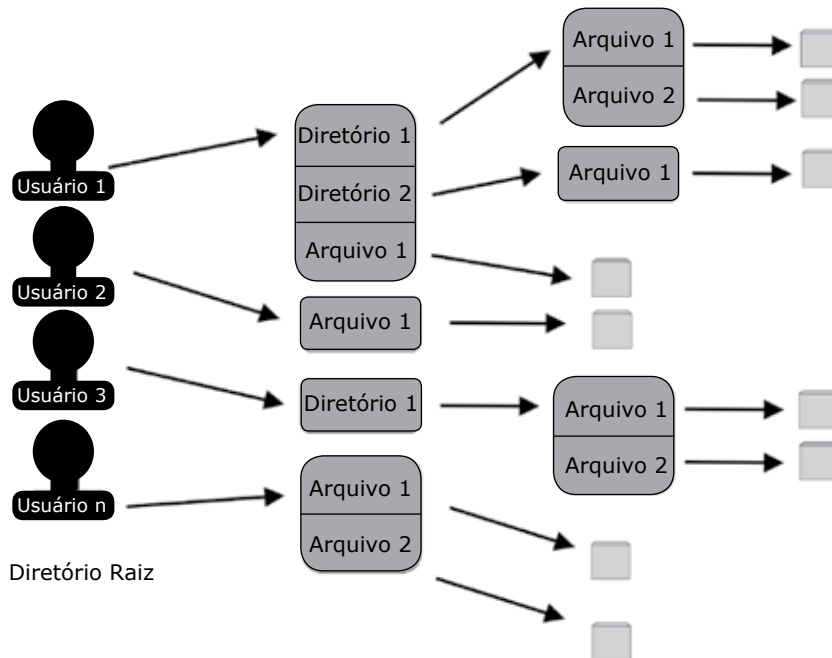 Usuário 1
Usuário 2
Usuário 3
Usuário n
Diretório Raiz
Diretório 1
Diretório 2
Arquivo 1
Arquivo 1
Diretório 1
Arquivo 1
Arquivo 2
Arquivo 1
Arquivo 2
Arquivo 1
Arquivo 1
Arquivo 2